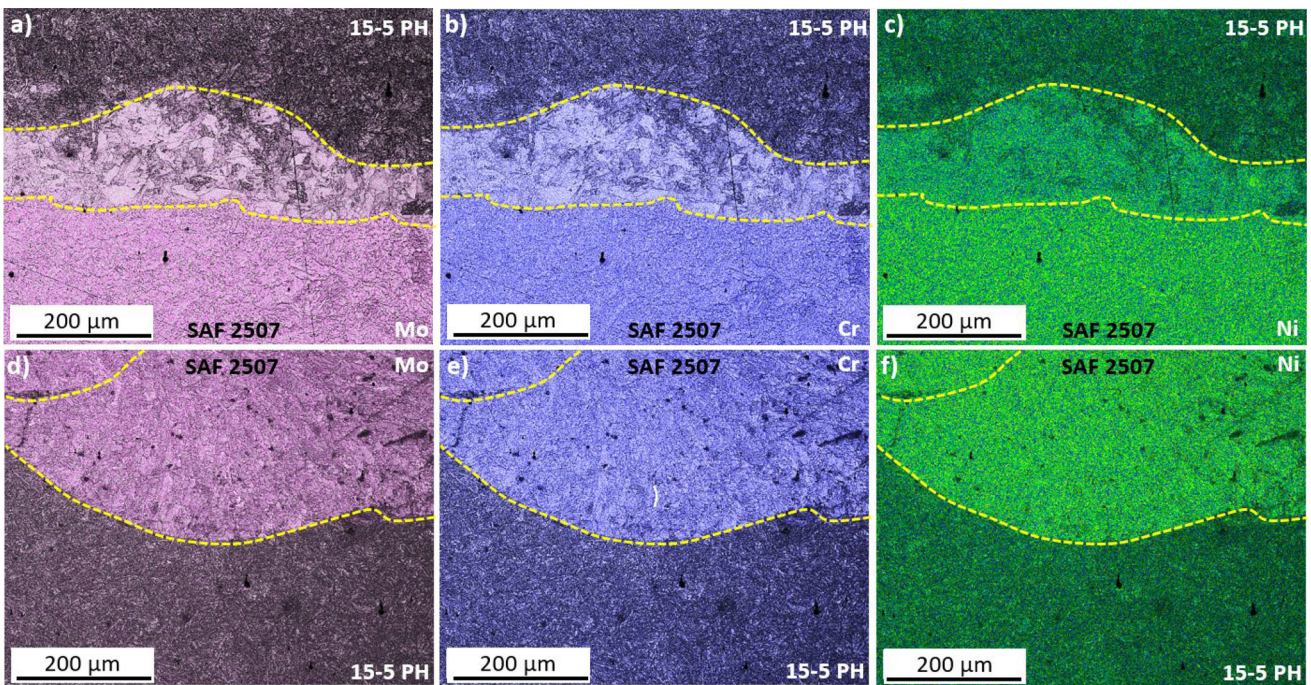 a) 15-5 PH
200 µm SAF 2507 Mo
b) 15-5 PH
200 µm SAF 2507 Cr
c) 15-5 PH
200 µm SAF 2507 Ni
d) SAF 2507 Mo
200 µm 15-5 PH
e) SAF 2507 Cr
200 µm 15-5 PH
f) SAF 2507 Ni
200 µm 15-5 PH